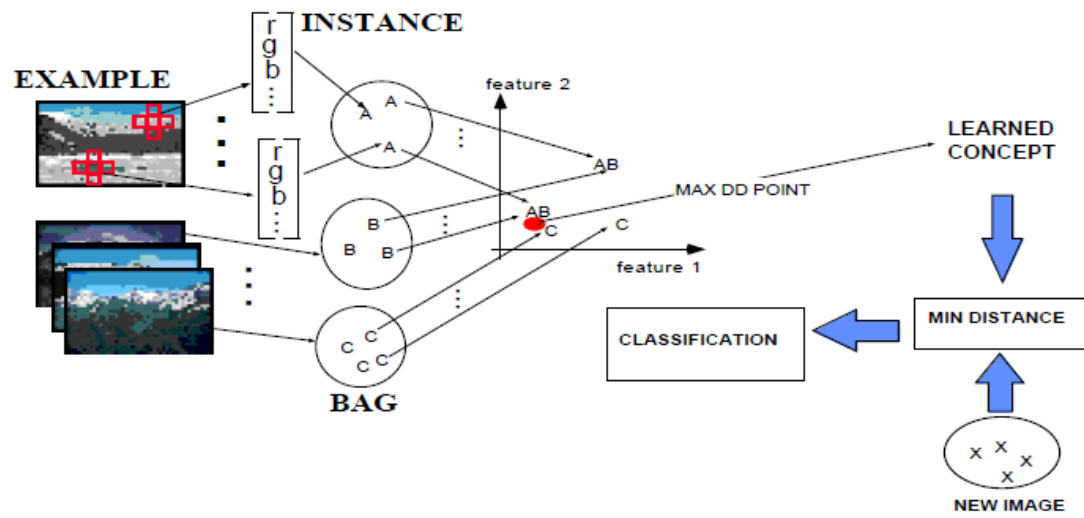 INSTANCE
EXAMPLE
r
g
b
...
r
g
b
...
feature 2
A
A
A
...
AB
AB
C
C
MAX DD POINT
LEARNED
CONCEPT
B
B
B
...
feature 1
...
C
C
C
C
BAG
CLASSIFICATION
MIN DISTANCE
X
X
X
X
NEW IMAGE